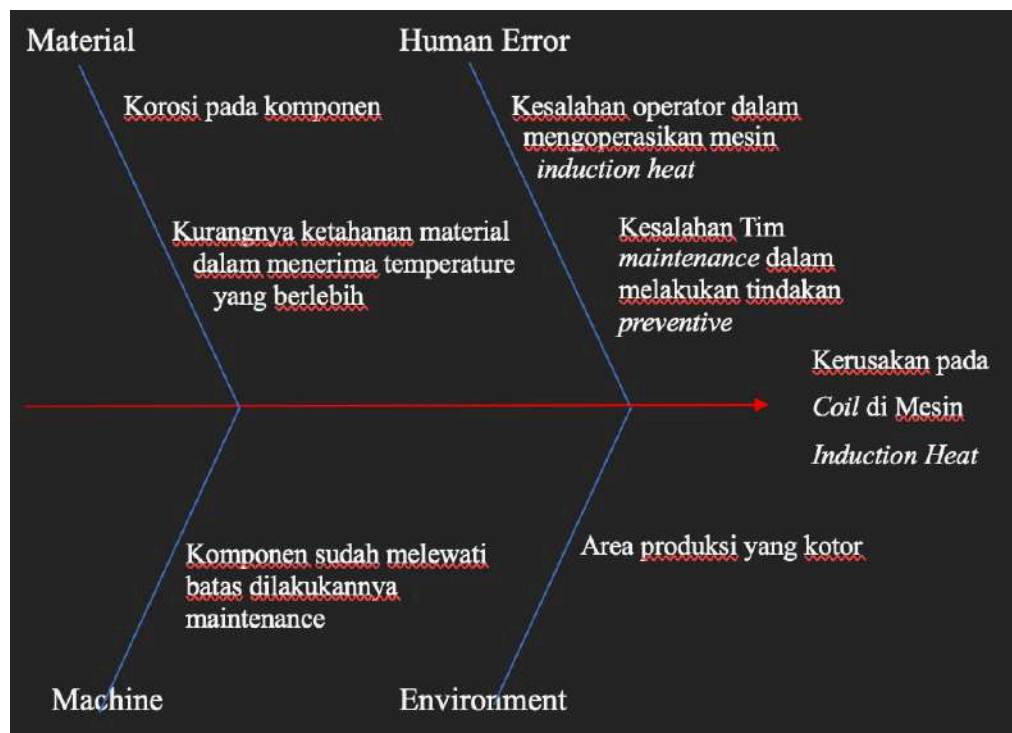 Material
Human Error
Korosi pada komponen
Kesalahan operator dalam
mengoperasikan mesin
induction heat
Kurangnya ketahanan material
dalam menerima temperature
yang berlebih
Kesalahan Tim
maintenance dalam
melakukan tindakan
preventive
Kerusakan pada
Coil di Mesin
Induction Heat
Komponen sudah melewati
batas dilakukannya
maintenance
Area produksi yang kotor
Machine
Environment